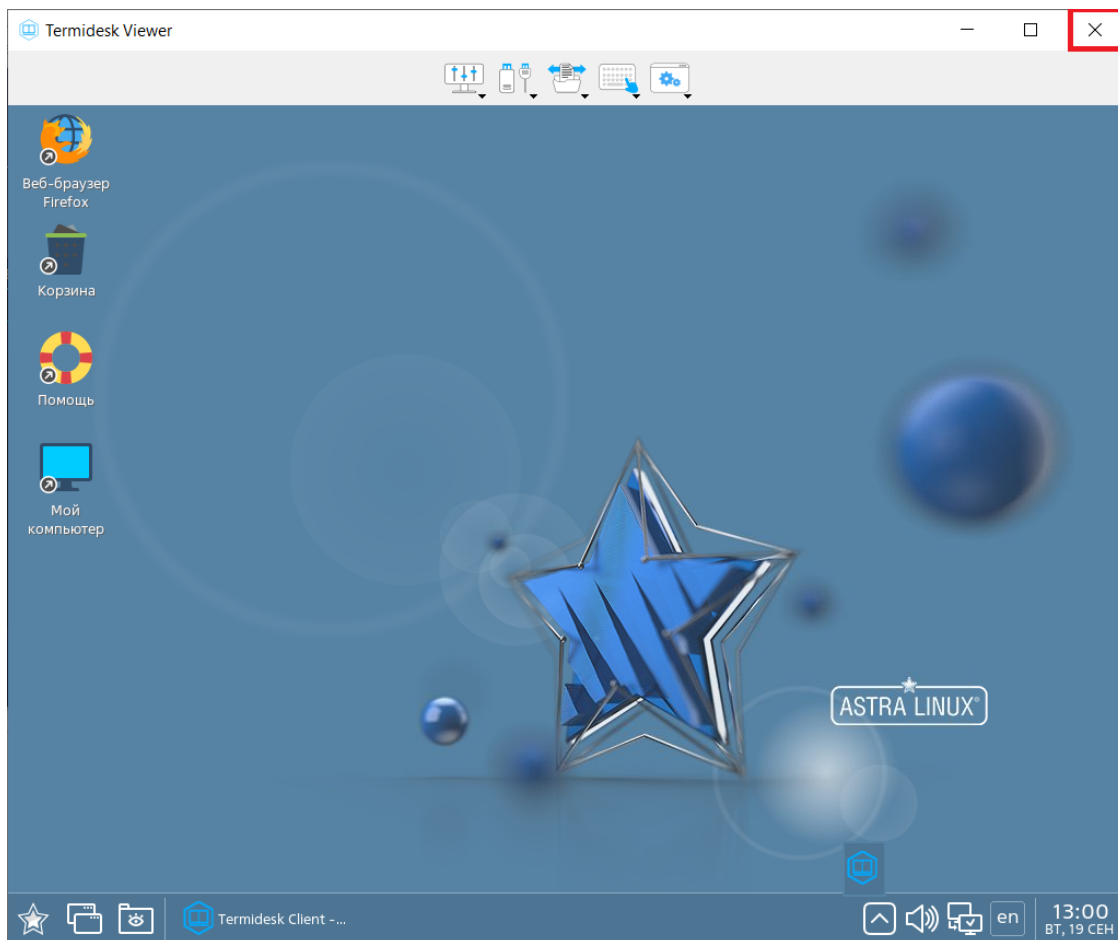 Termidesk Viewer
Веб-браузер
Firefox
Корзина
Помощь
Мой
компьютер
ASTRA LINUX®
Termidesk Client -...
en
13:00
ВТ, 19 СЕН